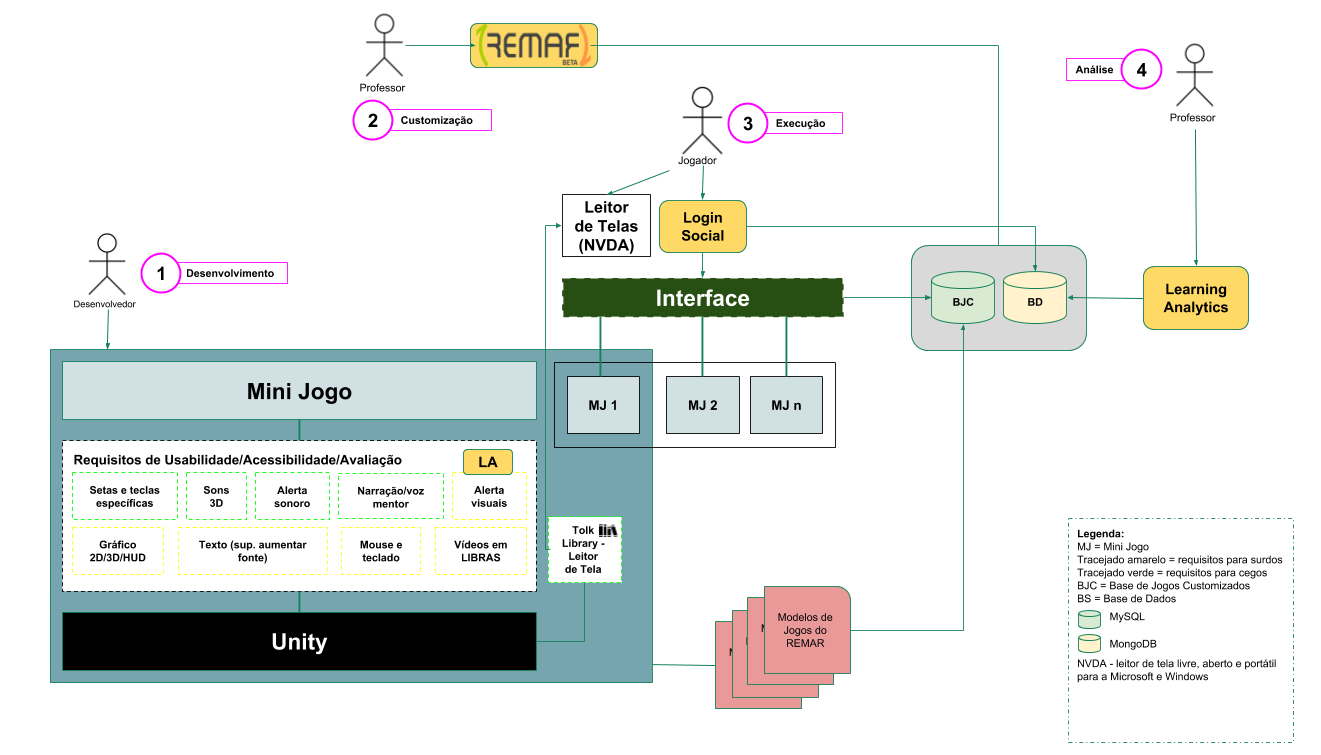 REMAR
BETA
Professor
2
Customização
Jogador
3
Execução
Análise
4
Professor
Leitor
de Telas
(NVDA)
Login
Social
Desenvolvedor
1
Desenvolvimento
Interface
BJC
BD
Learning
Analytics
MJ 1
MJ 2
MJ n
Mini Jogo
Requisitos de Usabilidade/Acessibilidade/Avaliação
LA
Setas e teclas
específicas
Sons
3D
Alerta
sonoro
Narração/voz
mentor
Alerta
visuais
Gráfico
2D/3D/HUD
Texto (sup. aumentar
fonte)
Mouse e
teclado
Vídeos em
LIBRAS
Tolk
Library -
Leitor
de Tela
Unity
Modelos de
Jogos do
REMAR
Legenda:
MJ = Mini Jogo
Tracejado amarelo = requisitos para surdos
Tracejado verde = requisitos para cegos
BJC = Base de Jogos Customizados
BS = Base de Dados
MySQL
MongoDB
NVDA - leitor de tela livre, aberto e portátil
para a Microsoft e Windows